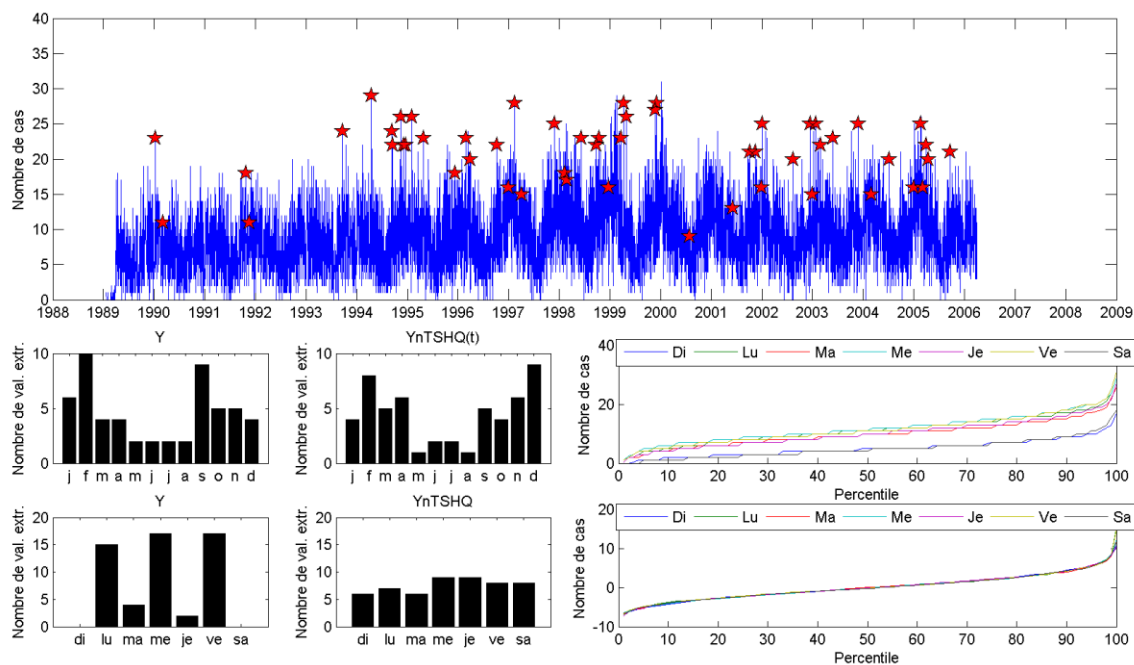 40
35
30
25
20
15
10
5
0
Nombre de cas
1988 1989 1990 1991 1992 1993 1994 1995 1996 1997 1998 1999 2000 2001 2002 2003 2004 2005 2006 2007 2008 2009
Y
10
5
0
Nombre de val. extr.
j f m a m j j a s o n d
YnTSHQ(t)
10
5
0
Nombre de val. extr.
j f m a m j j a s o n d
Di Lu Ma Me Je Ve Sa
40
20
0
Nombre de cas
0 10 20 30 40 50 60 70 80 90 100
Percentile
Y
20
15
10
5
0
Nombre de val. extr.
di lu ma me je ve sa
YnTSHQ
20
15
10
5
0
Nombre de val. extr.
di lu ma me je ve sa
Di Lu Ma Me Je Ve Sa
20
10
0
-10
Nombre de cas
0 10 20 30 40 50 60 70 80 90 100
Percentile